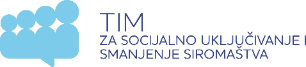 TIM
ZA SOCIJALNO UKLJUČIVANJE I
SMANJENJE SIROMAŠTVA